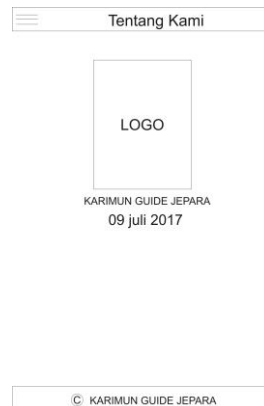 Tentang Kami
LOGO
KARIMUN GUIDE JEPARA
09 juli 2017
© KARIMUN GUIDE JEPARA